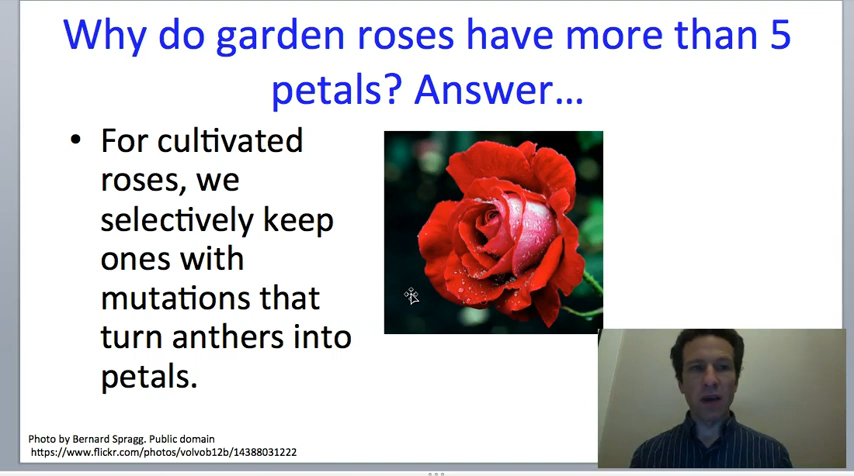 Why do garden roses have more than 5
petals? Answer…
• For cultivated
roses, we
selectively keep
ones with
mutations that
turn anthers into
petals.
Photo by Bernard Spragg. Public domain
https://www.flickr.com/photos/volvob12b/14388031222